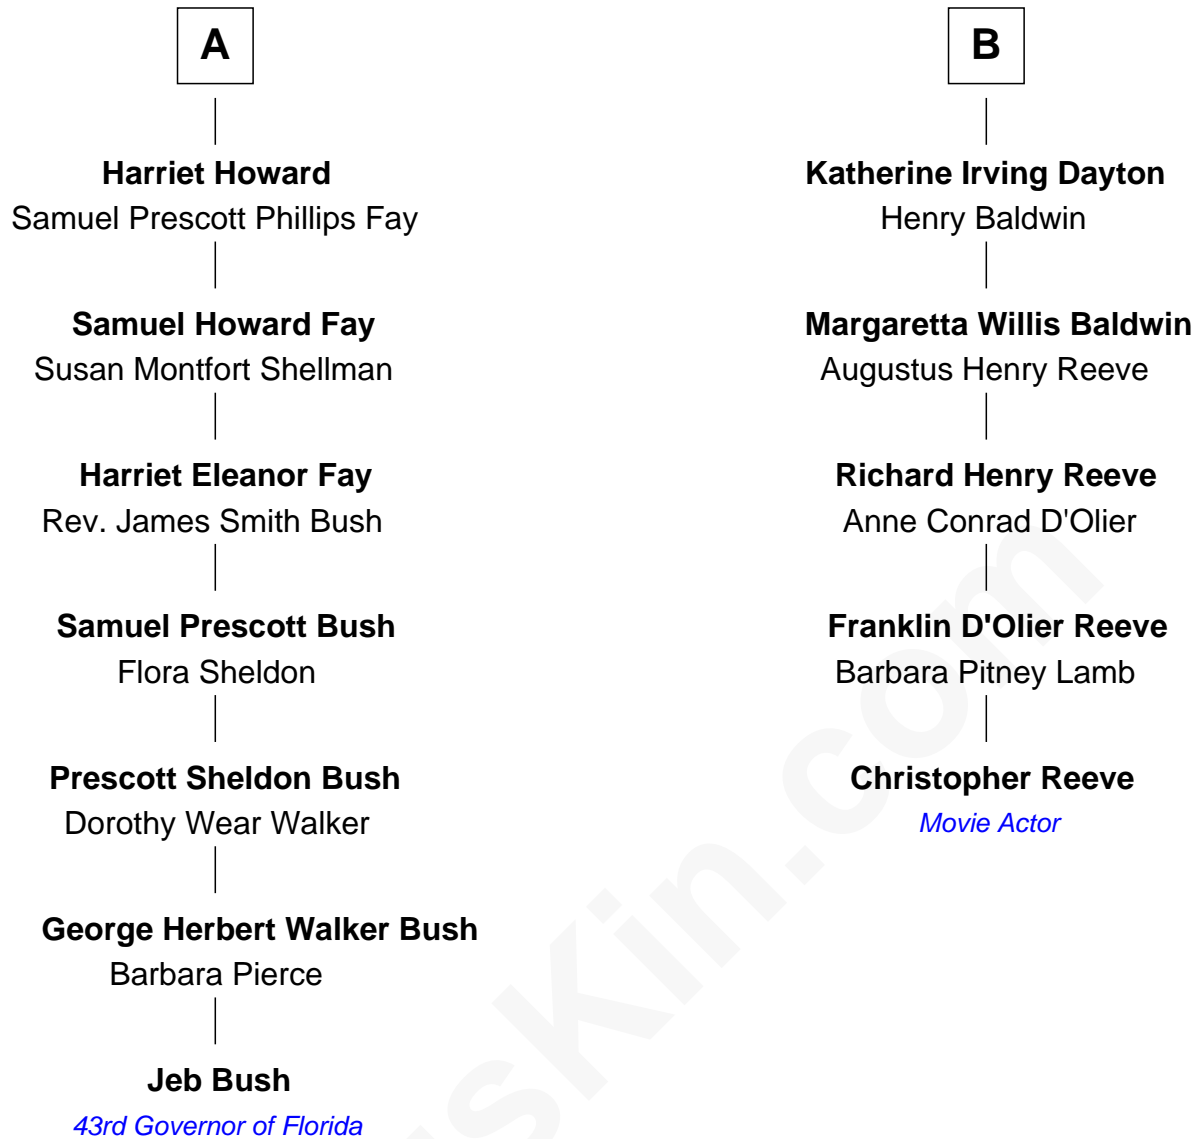 A
Harriet Howard
Samuel Prescott Phillips Fay
Samuel Howard Fay
Susan Montfort Shellman
Harriet Eleanor Fay
Rev. James Smith Bush
Samuel Prescott Bush
Flora Sheldon
Prescott Sheldon Bush
Dorothy Wear Walker
George Herbert Walker Bush
Barbara Pierce
Jeb Bush
43rd Governor of Florida
B
Katherine Irving Dayton
Henry Baldwin
Margaretta Willis Baldwin
Augustus Henry Reeve
Richard Henry Reeve
Anne Conrad D'Olier
Franklin D'Olier Reeve
Barbara Pitney Lamb
Christopher Reeve
Movie Actor